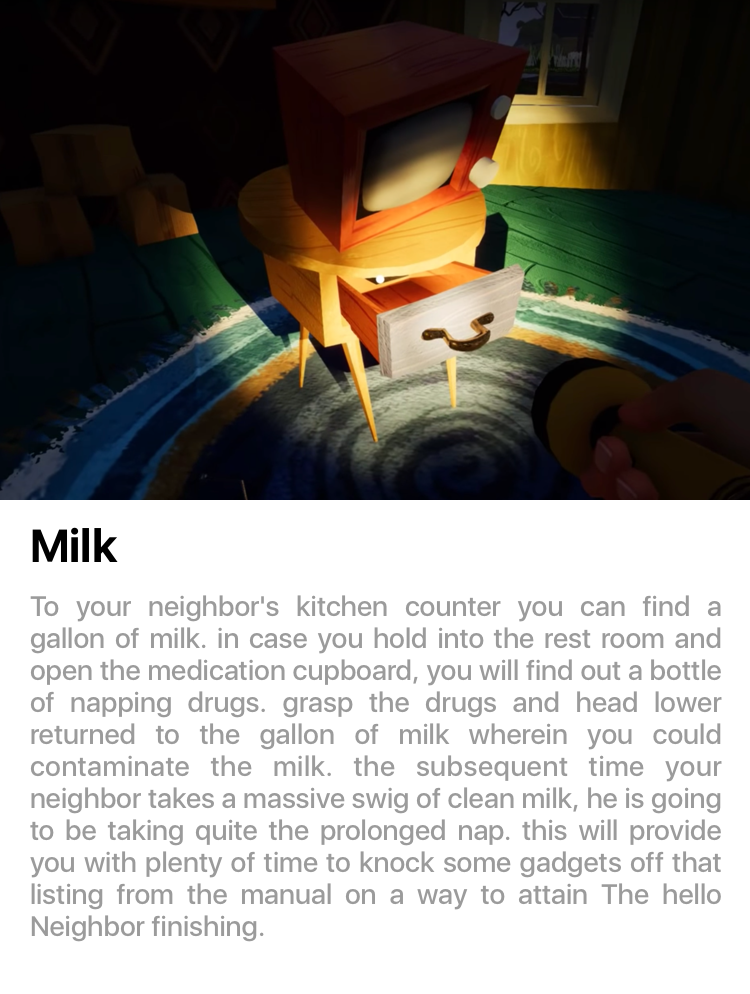 Milk
To your neighbor's kitchen counter you can find a
gallon of milk. in case you hold into the rest room and
open the medication cupboard, you will find out a bottle
of napping drugs. grasp the drugs and head lower
returned to the gallon of milk wherein you could
contaminate the milk. the subsequent time your
neighbor takes a massive swig of clean milk, he is going
to be taking quite the prolonged nap. this will provide
you with plenty of time to knock some gadgets off that
listing from the manual on a way to attain The hello
Neighbor finishing.